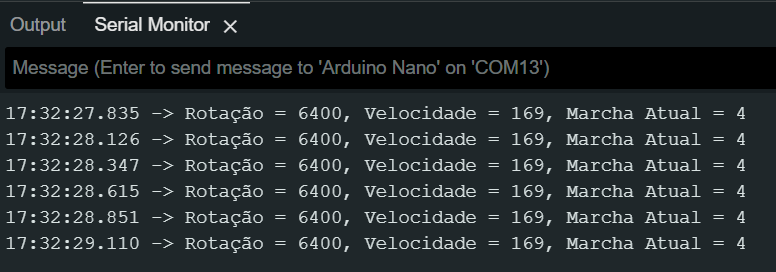 Output Serial Monitor ×
Message (Enter to send message to 'Arduino Nano' on 'COM13')
17:32:27.835 -> Rotação = 6400, Velocidade = 169, Marcha Atual = 4
17:32:28.126 -> Rotação = 6400, Velocidade = 169, Marcha Atual = 4
17:32:28.347 -> Rotação = 6400, Velocidade = 169, Marcha Atual = 4
17:32:28.615 -> Rotação = 6400, Velocidade = 169, Marcha Atual = 4
17:32:28.851 -> Rotação = 6400, Velocidade = 169, Marcha Atual = 4
17:32:29.110 -> Rotação = 6400, Velocidade = 169, Marcha Atual = 4